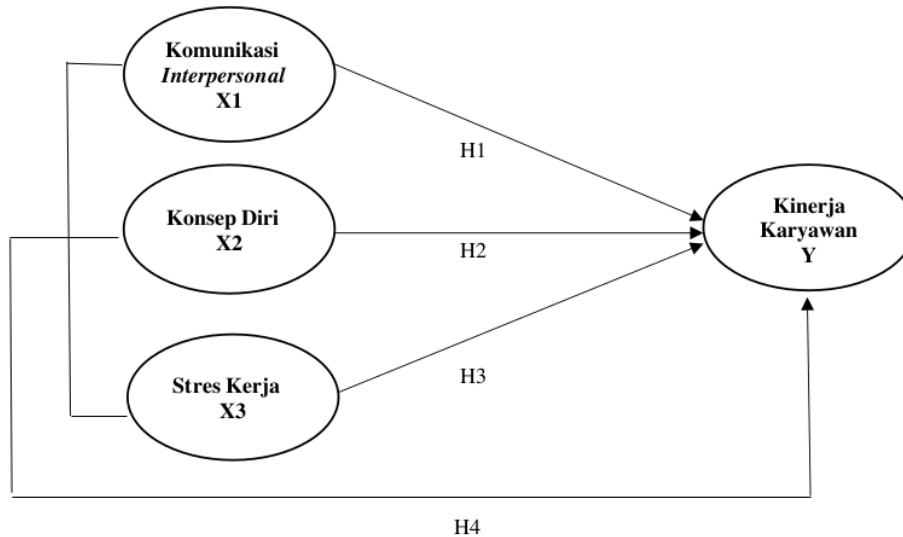 Komunikasi
Interpersonal
X1
H1
Konsep Diri
X2
H2
Kinerja
Karyawan
Y
Stres Kerja
X3
H3
H4